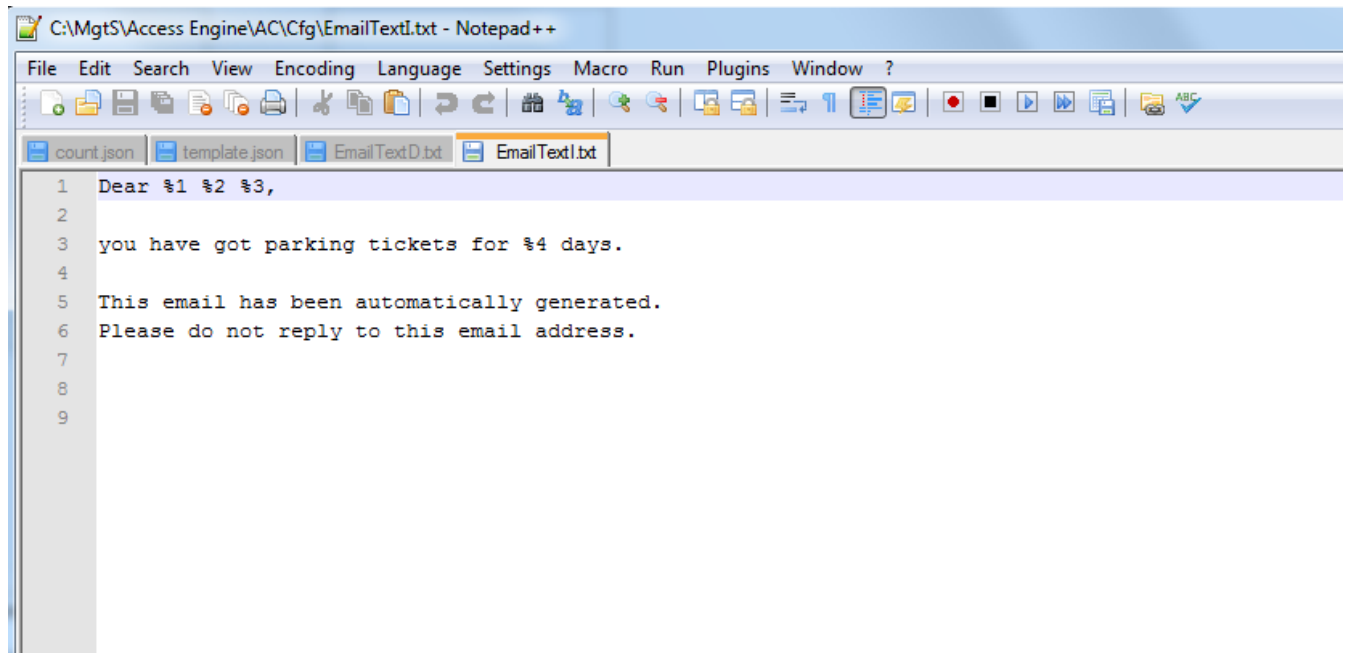 C:\MgtS\Access Engine\AC\Cfg\EmailTextI.txt - Notepad++
File Edit Search View Encoding Language Settings Macro Run Plugins Window ?
ABC
count.json template.json EmailTextD.txt EmailTextI.txt
1 Dear %1 %2 %3,
2
3 you have got parking tickets for %4 days.
4
5 This email has been automatically generated.
6 Please do not reply to this email address.
7
8
9